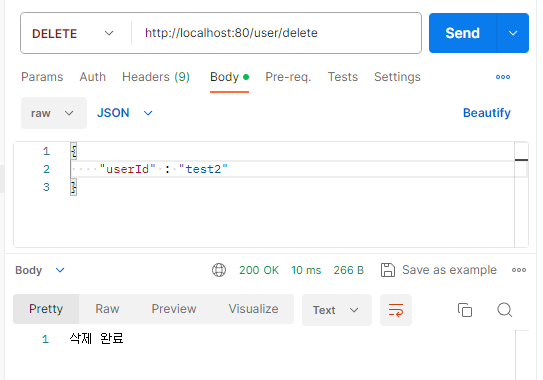 DELETE http://localhost:80/user/delete Send
Params Auth Headers (9) Body Pre-req. Tests Settings
raw JSON Beautify
1 {
2 "userId" : "test2"
3 }
Body 200 OK 10 ms 266 B Save as example
Pretty Raw Preview Visualize Text
1 삭제 완료